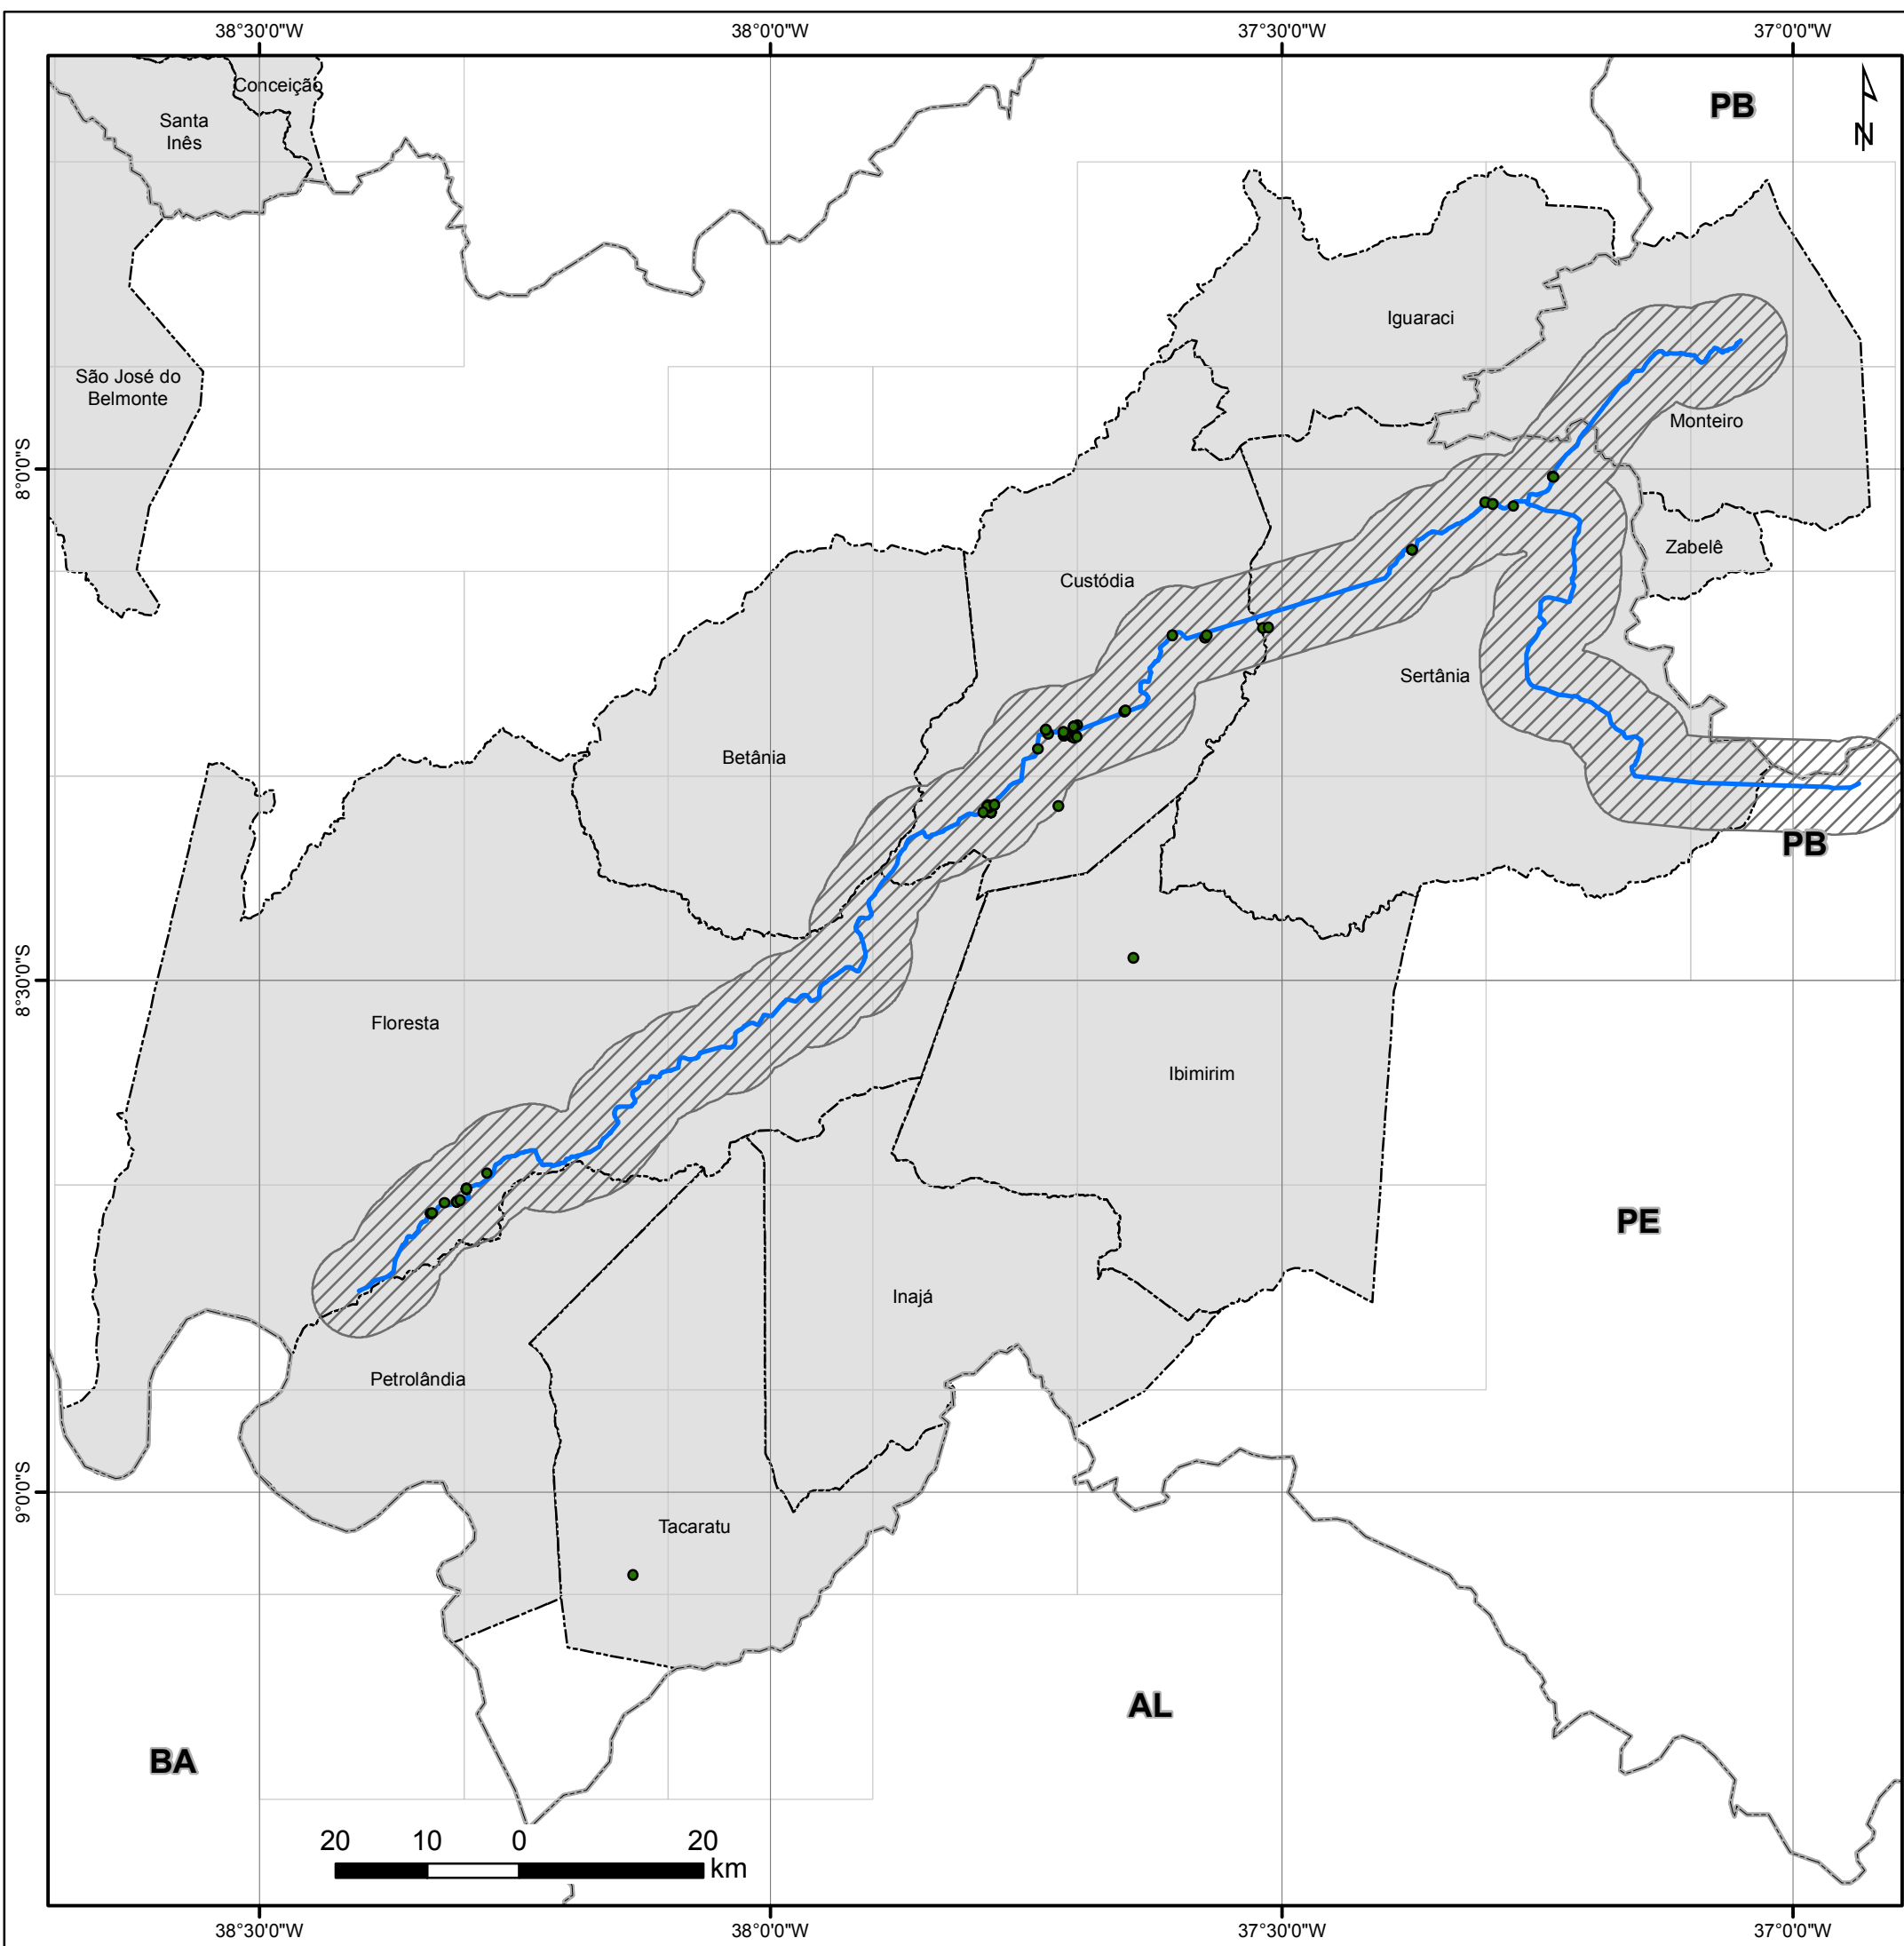 38°30'0"W
38°0'0"W
37°30'0"W
37°0'0"W
Conceição
PB
Santa
Inês
N
Iguaraci
São José do
Belmonte
Monteiro
8°0'0"S
Zabelê
Custódia
Sertânia
Betânia
PB
8°30'0"S
Floresta
Ibimirim
PE
Inajá
Petrolândia
9°0'0"S
Tacaratu
AL
BA
20 10 0 20
km
38°30'0"W
38°0'0"W
37°30'0"W
37°0'0"W